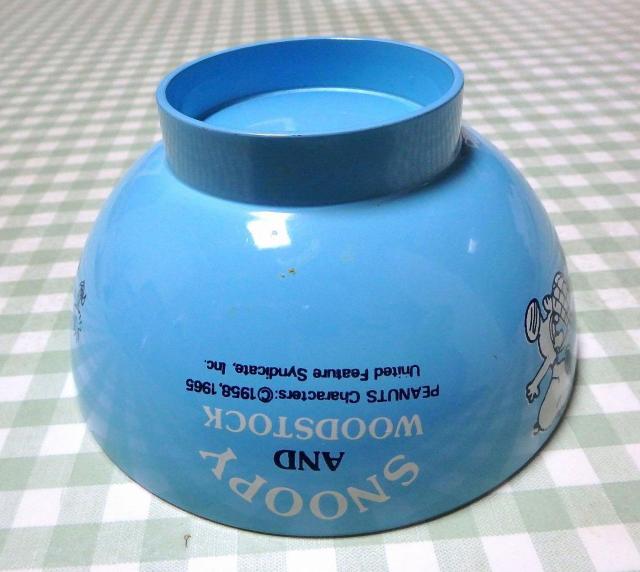 SNOOPY
AND
WOODSTOCK
PEANUTS Characters:©1958,1965
United Feature Syndicate, Inc.